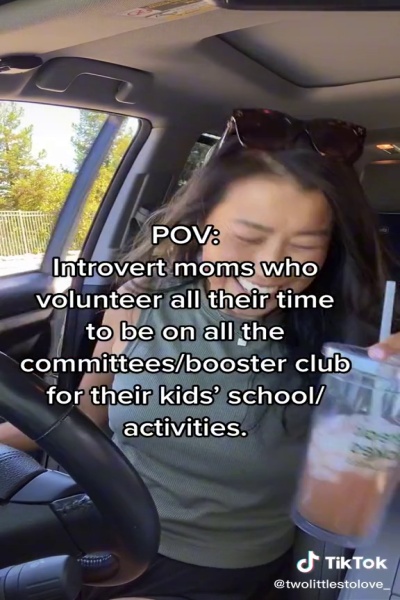 POV:
Introvert moms who
volunteer all their time
to be on all the
committees/booster club
for their kids' school/
activities.
TikTok
@twolittlestolove_